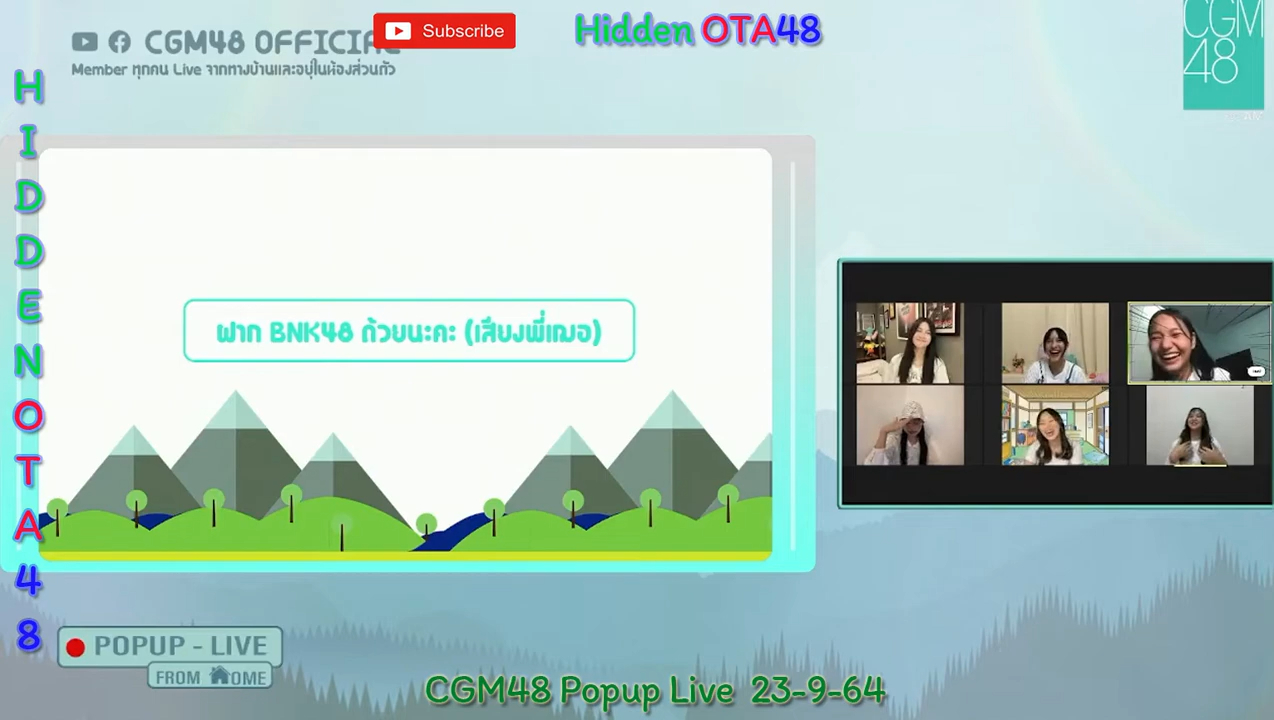 CGM48 OFFICIAL
Subscribe
Hidden OTA48
CGM
48
Member ทุกคน Live จากทางบ้านและอยู่ในห้องส่วนตัว
HIDDENOTA48
ฝาก BNK48 ด้วยนะคะ (เสียงพี่เฌอ)
POPUP - LIVE
FROM HOME
CGM48 Popup Live 23-9-64